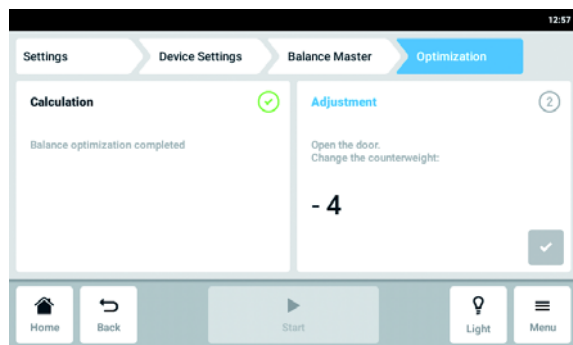 12:57
Settings
Device Settings
Balance Master
Optimization
Calculation
Balance optimization completed
Adjustment
2
Open the door.
Change the counterweight:
- 4
Home
Back
Start
Light
Menu